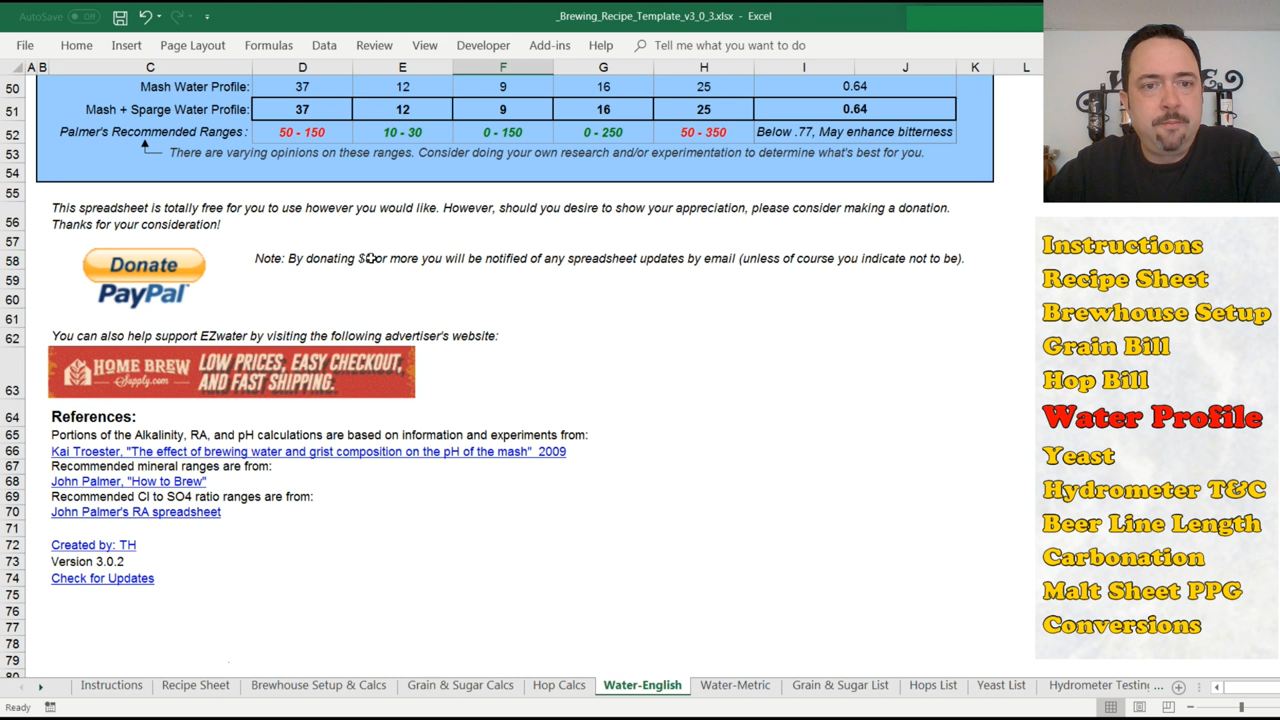 AutoSave Off
_Brewing_Recipe_Template_v3_0_3.xlsx - Excel
File Home Insert Page Layout Formulas Data Review View Developer Add-ins Help Tell me what you want to do
A B C D E F G H I J K L
50 Mash Water Profile: 37 12 9 16 25 0.64
51 Mash + Sparge Water Profile: 37 12 9 16 25 0.64
52 Palmer's Recommended Ranges: 50 - 150 10 - 30 0 - 150 0 - 250 50 - 350 Below .77, May enhance bitterness
53 There are varying opinions on these ranges. Consider doing your own research and/or experimentation to determine what's best for you.
54
55
This spreadsheet is totally free for you to use however you would like. However, should you desire to show your appreciation, please consider making a donation.
56 Thanks for your consideration!
57
58 Donate Note: By donating or more you will be notified of any spreadsheet updates by email (unless of course you indicate not to be).
59
60 PayPal
61
62 You can also help support EZwater by visiting the following advertiser's website:
HOME BREW Supply.com
LOW PRICES, EASY CHECKOUT,
AND FAST SHIPPING.
63
64 References:
65 Portions of the Alkalinity, RA, and pH calculations are based on information and experiments from:
66 Kai Troester, "The effect of brewing water and grist composition on the pH of the mash" 2009
67 Recommended mineral ranges are from:
68 John Palmer, "How to Brew"
69 Recommended Cl to SO4 ratio ranges are from:
70 John Palmer's RA spreadsheet
71
72 Created by: TH
73 Version 3.0.2
74 Check for Updates
75
76
77
78
79
80
Instructions Recipe Sheet Brewhouse Setup & Calcs Grain & Sugar Calcs Hop Calcs Water-English Water-Metric Grain & Sugar List Hops List Yeast List Hydrometer Testing ...
Ready
Instructions
Recipe Sheet
Brewhouse Setup
Grain Bill
Hop Bill
Water Profile
Yeast
Hydrometer T&C
Beer Line Length
Carbonation
Malt Sheet PPG
Conversions